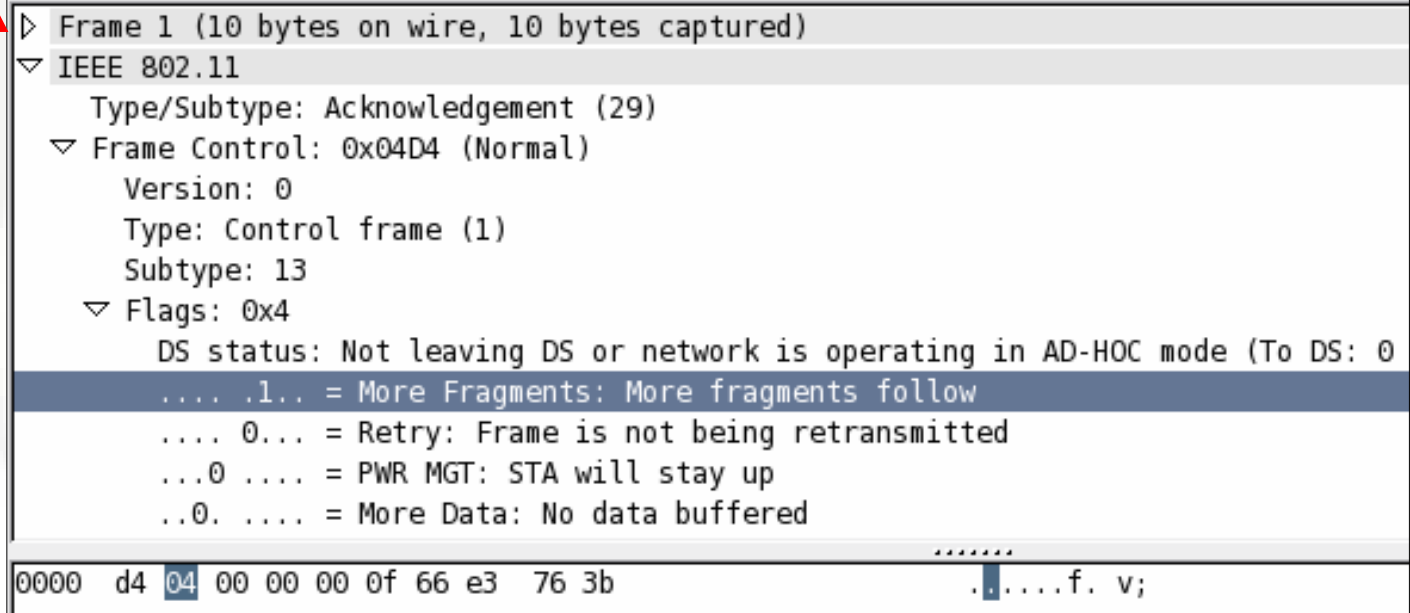 Frame 1 (10 bytes on wire, 10 bytes captured)
IEEE 802.11
Type/Subtype: Acknowledgement (29)
Frame Control: 0x04D4 (Normal)
Version: 0
Type: Control frame (1)
Subtype: 13
Flags: 0x4
DS status: Not leaving DS or network is operating in AD-HOC mode (To DS: 0
.... .1.. = More Fragments: More fragments follow
.... 0... = Retry: Frame is not being retransmitted
...0 .... = PWR MGT: STA will stay up
..0. .... = More Data: No data buffered
0000  d4 04 00 00 00 0f 66 e3  76 3b  ......f. v;